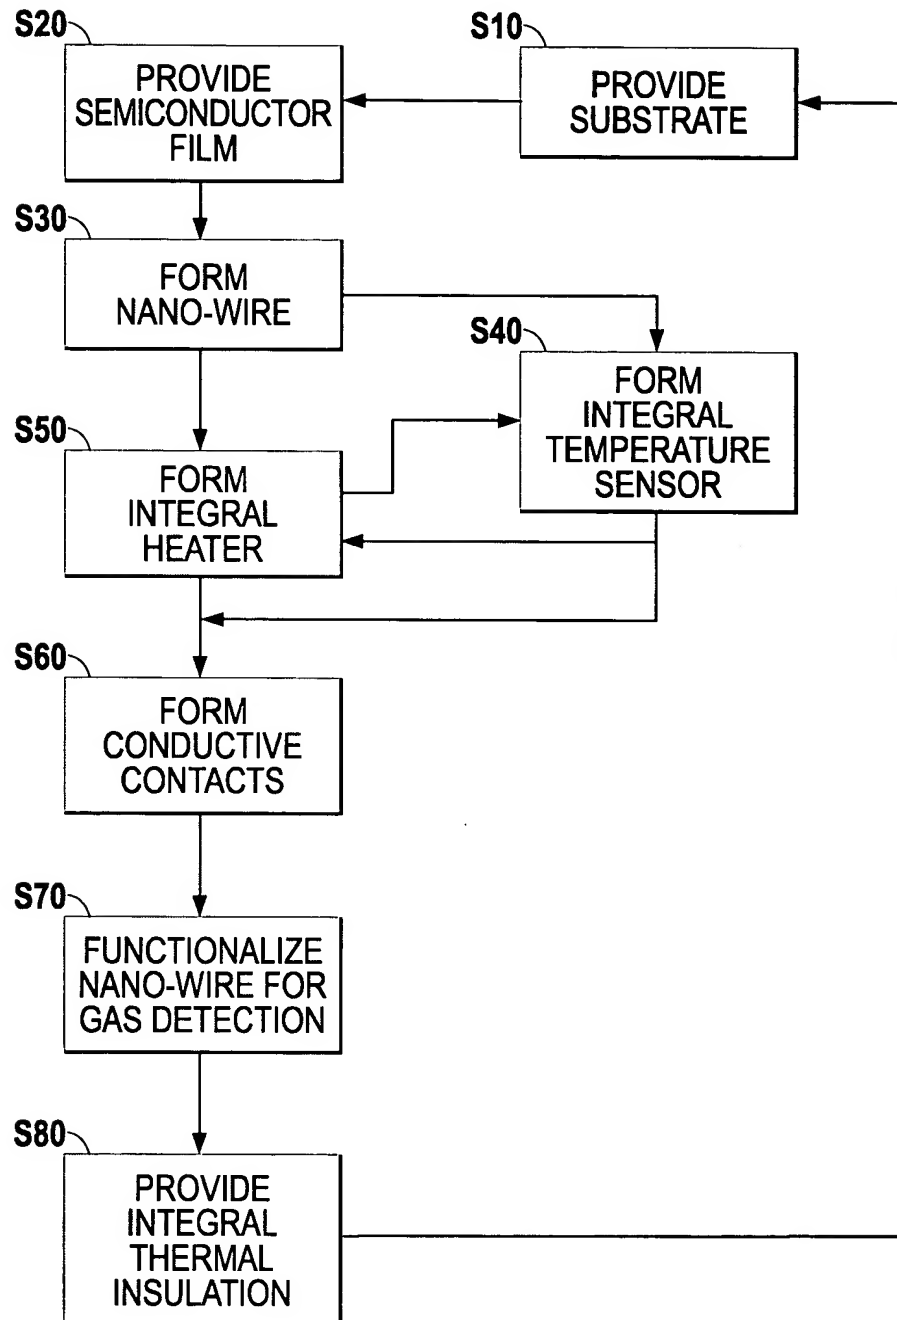 S20
PROVIDE
SEMICONDUCTOR
FILM
S10
PROVIDE
SUBSTRATE
S30
FORM
NANO-WIRE
S40
FORM
INTEGRAL
TEMPERATURE
SENSOR
S50
FORM
INTEGRAL
HEATER
S60
FORM
CONDUCTIVE
CONTACTS
S70
FUNCTIONALIZE
NANO-WIRE FOR
GAS DETECTION
S80
PROVIDE
INTEGRAL
THERMAL
INSULATION